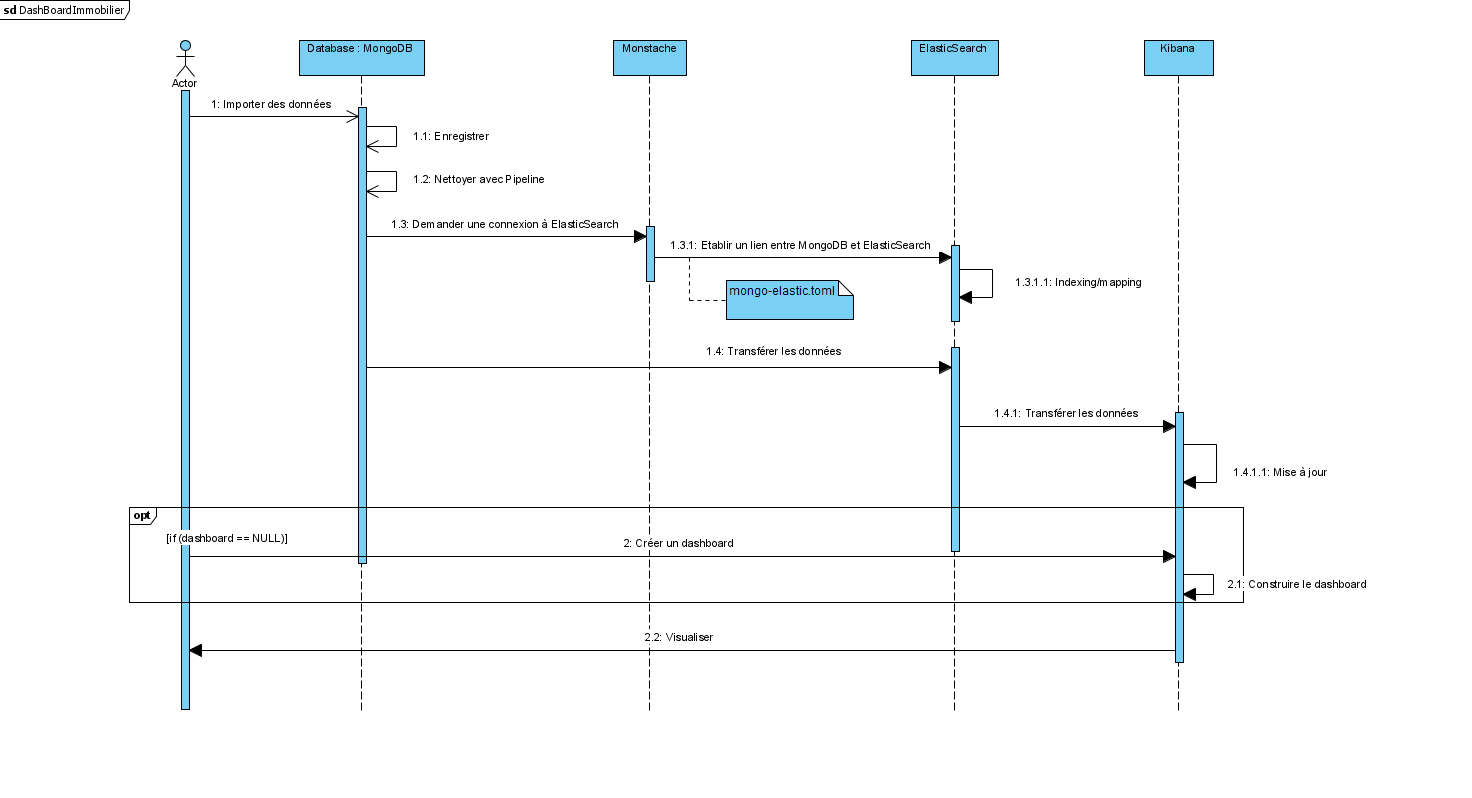 sd DashBoardImmobilier
Actor
Database : MongoDB
Monstache
ElasticSearch
Kibana
1: Importer des données
1.1: Enregistrer
1.2: Nettoyer avec Pipeline
1.3: Demander une connexion à ElasticSearch
1.3.1: Etablir un lien entre MongoDB et ElasticSearch
1.3.1.1: Indexing/mapping
mongo-elastic.toml
1.4: Transférer les données
1.4.1: Transférer les données
1.4.1.1: Mise à jour
opt
[if (dashboard == NULL)]
2: Créer un dashboard
2.1: Construire le dashboard
2.2: Visualiser